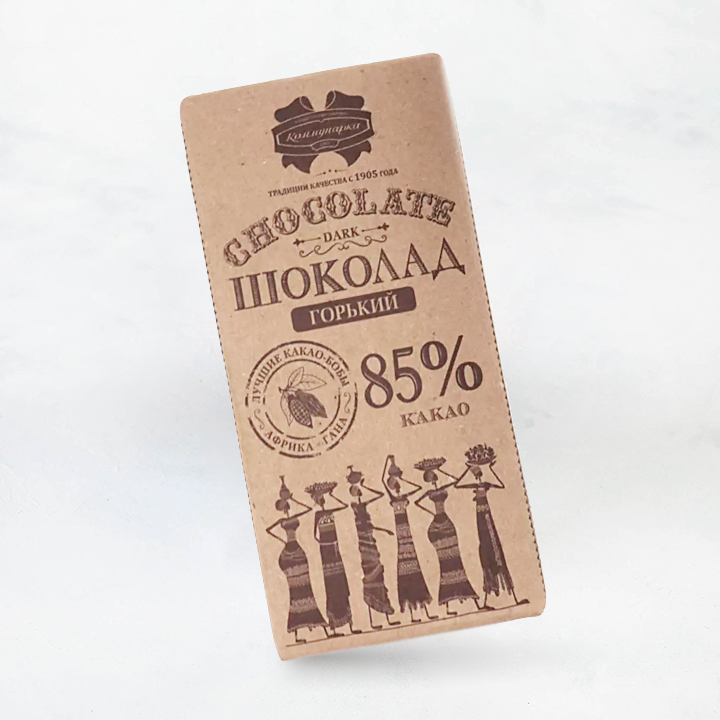 Коммунарка
ТРАДИЦИИ КАЧЕСТВА С 1905 ГОДА
CHOCOLATE
DARK
ШОКОЛАД
ГОРЬКИЙ
ЛУЧШИЕ КАКАО-БОБЫ
АФРИКА - ГАНА
85%
КАКАО